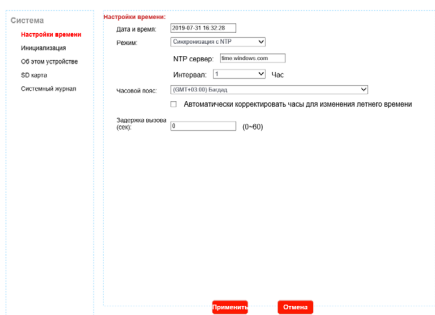 Система
Настройки времени
Инициализация
Об этом устройстве
SD карта
Системный журнал
Настройки времени:
Дата и время: 2019-07-31 16:32:28
Режим: Синхронизация с NTP
NTP сервер: time.windows.com
Интервал: 1 Час
Часовой пояс: (GMT+03:00) Багдад
Автоматически корректировать часы для изменения летнего времени
Задержка вызова
(сек): 0 (0~60)
Применить Отмена